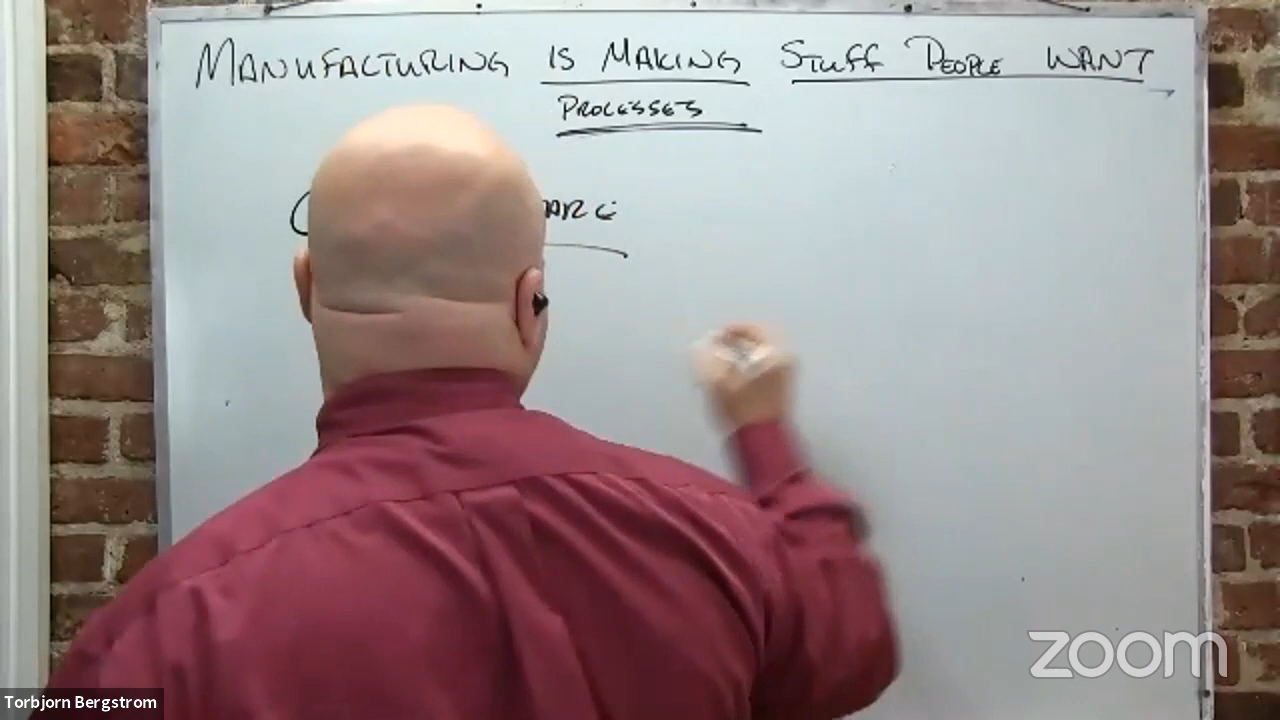 MANUFACTURING IS MAKING STUFF PEOPLE WANT
PROCESSES
zoom
Torbjorn Bergstrom